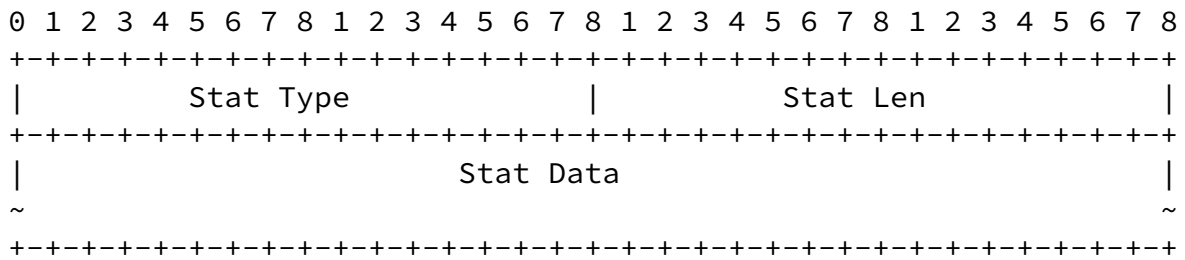 0 1 2 3 4 5 6 7 8 1 2 3 4 5 6 7 8 1 2 3 4 5 6 7 8 1 2 3 4 5 6 7 8
+-+-+-+-+-+-+-+-+-+-+-+-+-+-+-+-+-+-+-+-+-+-+-+-+-+-+-+-+-+-+-+-+
|         Stat Type             |          Stat Len             |
+-+-+-+-+-+-+-+-+-+-+-+-+-+-+-+-+-+-+-+-+-+-+-+-+-+-+-+-+-+-+-+-+
|                        Stat Data                              |
~                                                               ~
+-+-+-+-+-+-+-+-+-+-+-+-+-+-+-+-+-+-+-+-+-+-+-+-+-+-+-+-+-+-+-+-+